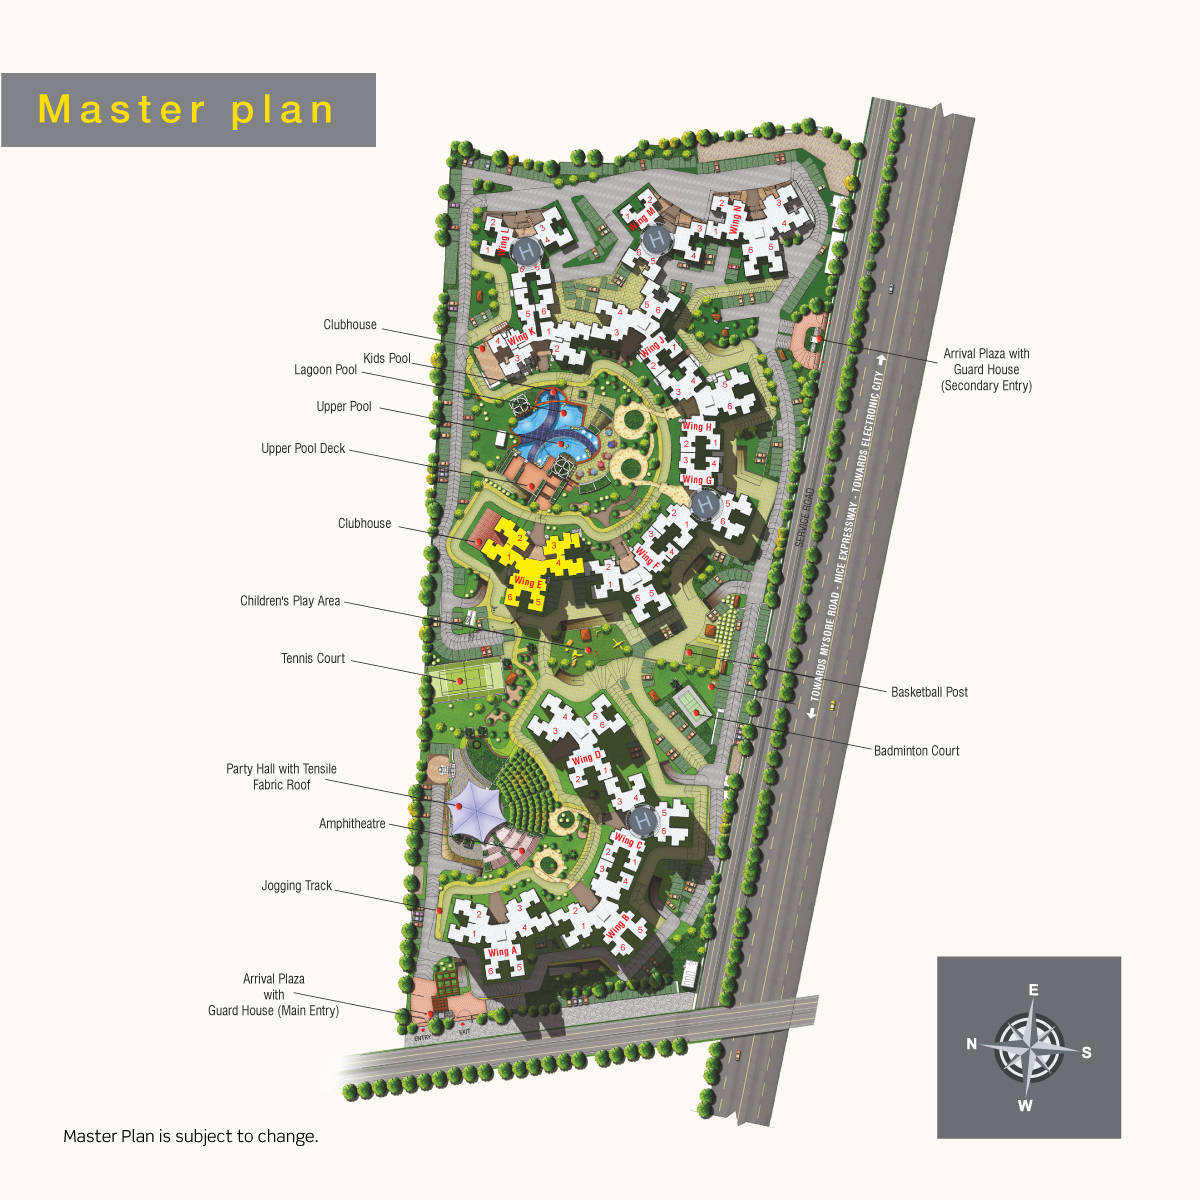 Master plan
Clubhouse
Kids Pool
Lagoon Pool
Upper Pool
Upper Pool Deck
Clubhouse
Children's Play Area
Tennis Court
Party Hall with Tensile
Fabric Roof
Amphitheatre
Jogging Track
Arrival Plaza
with
Guard House (Main Entry)
ENTRY
EXIT
Wing L
Wing M
Wing N
Wing K
Wing J
Wing H
Wing G
Wing F
Wing E
Wing D
Wing C
Wing B
Wing A
H
H
H
H
SERVICE ROAD
TOWARDS MYSORE ROAD - NICE EXPRESSWAY - TOWARDS ELECTRONIC CITY
Arrival Plaza with
Guard House
(Secondary Entry)
Basketball Post
Badminton Court
E
N
S
W
Master Plan is subject to change.